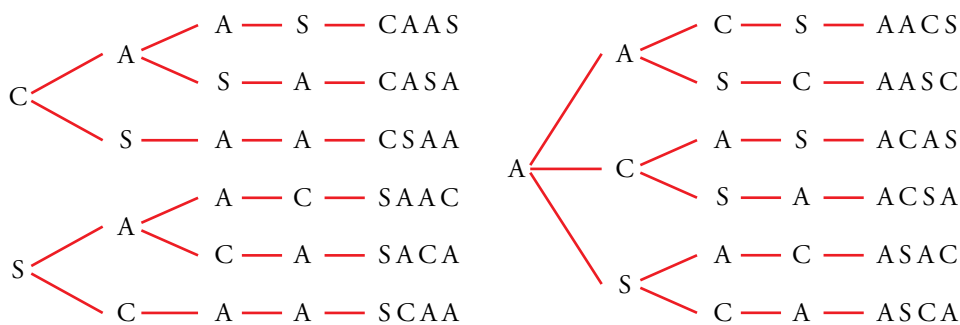 A A S CAAS
A
S A CASA
C
S A A CSAA
A C SAAC
A
C A SACA
S
C A A SCAA
C S AACS
A
S C AASC
A S ACAS
A C
S A ACSA
A C ASAC
S
C A ASCA